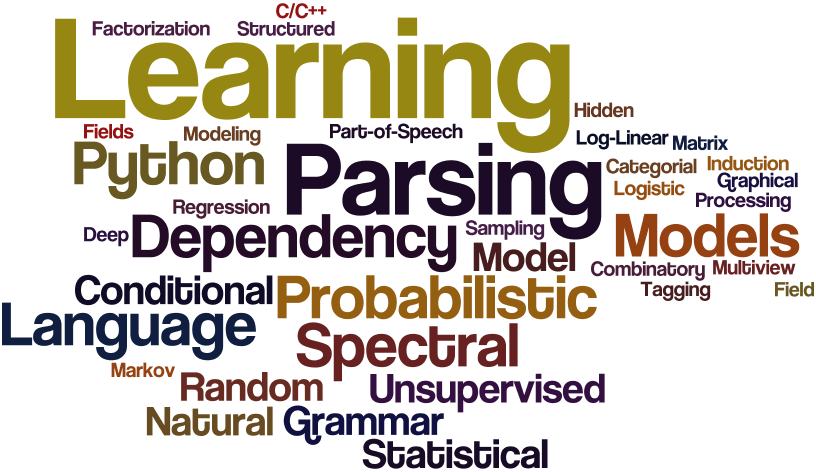 C/C++
Factorization Structured
Learning
Hidden
Fields Modeling Part-of-Speech Log-Linear Matrix
Python Parsing Categorial Induction
Logistic Graphical
Regression Processing
Deep Dependency Sampling Models
Model Combinatory Multiview
Conditional Probabilistic Tagging Field
Language Spectral
Markov
Random Unsupervised
Natural Grammar
Statistical